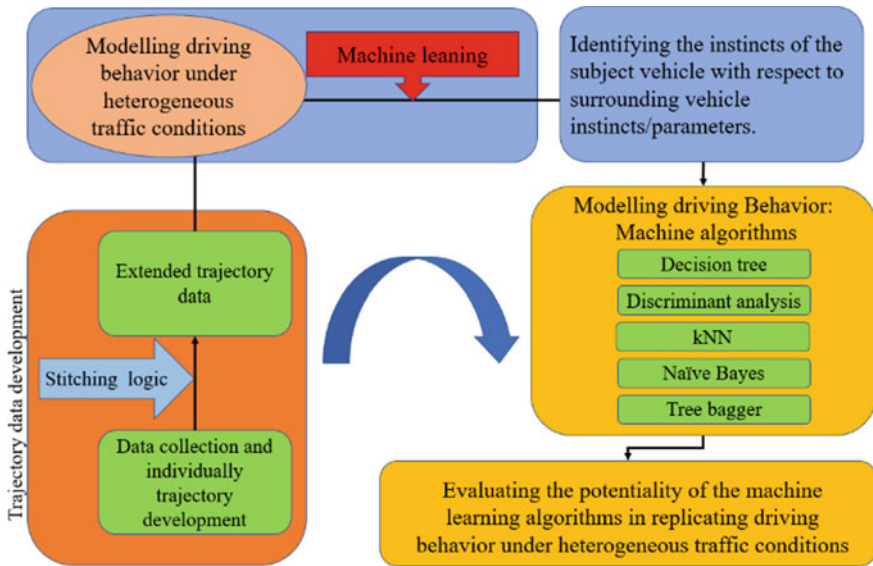 Modelling driving
behavior under
heterogeneous
traffic conditions
Machine leaning
Identifying the instincts of the
subject vehicle with respect to
surrounding vehicle
instincts/parameters.
Trajectory data development
Extended trajectory
data
Stitching logic
Data collection and
individually
trajectory
development
Modelling driving Behavior:
Machine algorithms
Decision tree
Discriminant analysis
kNN
Naïve Bayes
Tree bagger
Evaluating the potentiality of the machine
learning algorithms in replicating driving
behavior under heterogeneous traffic conditions